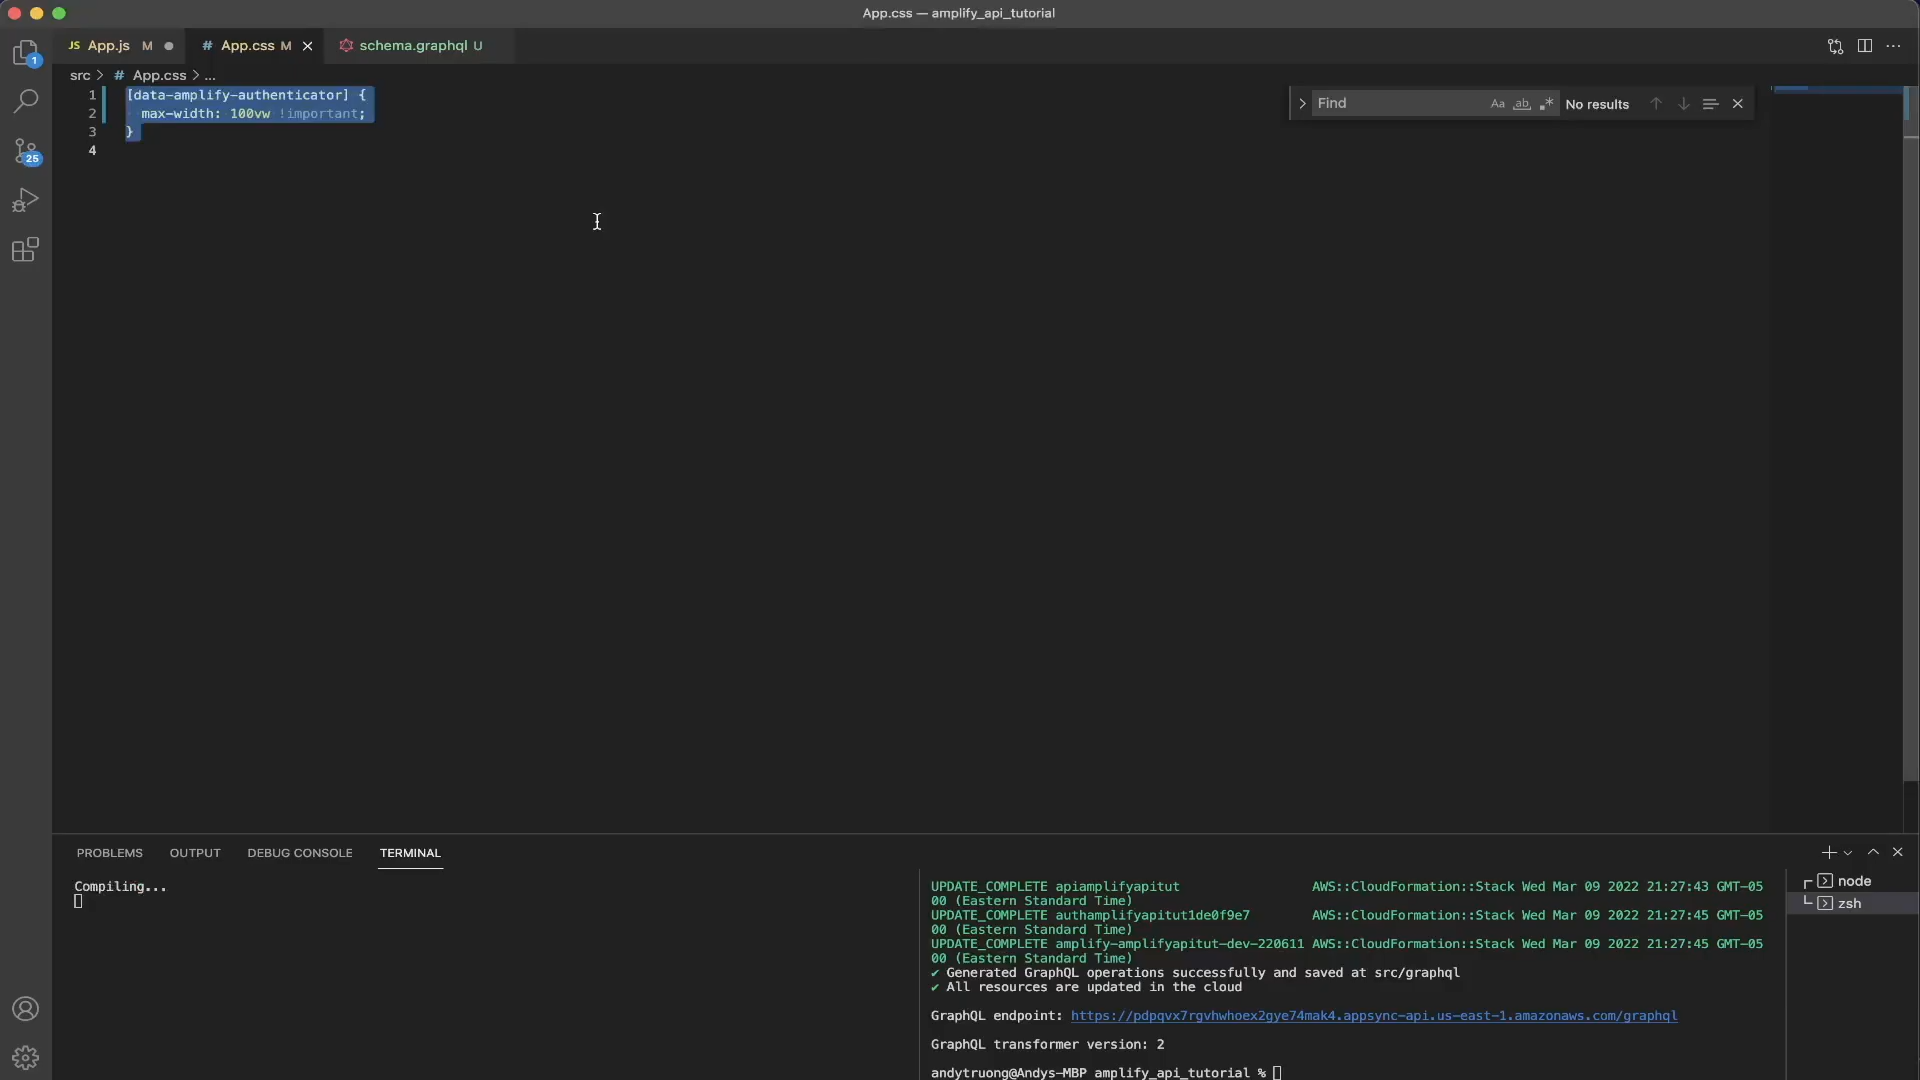 App.css — amplify_api_tutorial
JS App.js M # App.css M schema.graphql U
src > # App.css > ...
1 [data-amplify-authenticator] {
2 max-width: 100vw !important;
3 }
4
Find Aa ab No results
1
25
PROBLEMS OUTPUT DEBUG CONSOLE TERMINAL
Compiling...
UPDATE_COMPLETE apiamplifyapitut AWS::CloudFormation::Stack Wed Mar 09 2022 21:27:43 GMT-05
00 (Eastern Standard Time)
UPDATE_COMPLETE authamplifyapitut1de0f9e7 AWS::CloudFormation::Stack Wed Mar 09 2022 21:27:45 GMT-05
00 (Eastern Standard Time)
UPDATE_COMPLETE amplify-amplifyapitut-dev-220611 AWS::CloudFormation::Stack Wed Mar 09 2022 21:27:45 GMT-05
00 (Eastern Standard Time)
✔ Generated GraphQL operations successfully and saved at src/graphql
✔ All resources are updated in the cloud
GraphQL endpoint: https://pdpqvx7rgvhwhoex2gye74mak4.appsync-api.us-east-1.amazonaws.com/graphql
GraphQL transformer version: 2
andytruong@Andys-MBP amplify_api_tutorial %
node
zsh